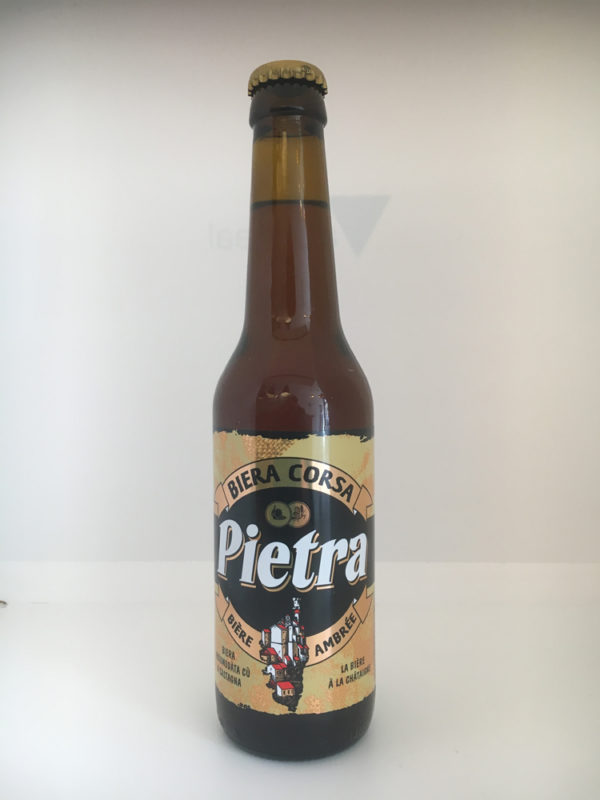 BIERA CORSA
Pietra
BIÈRE AMBRÉE
BIERA
CÙ
CASTAGNA
LA BIÈRE
À LA CHÂTAIGNE